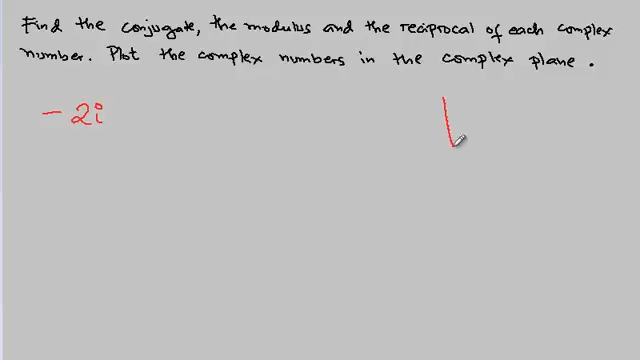 Find the conjugate, the modulus and the reciprocal of each complex
number. Plot the complex numbers in the complex plane.
- 2i